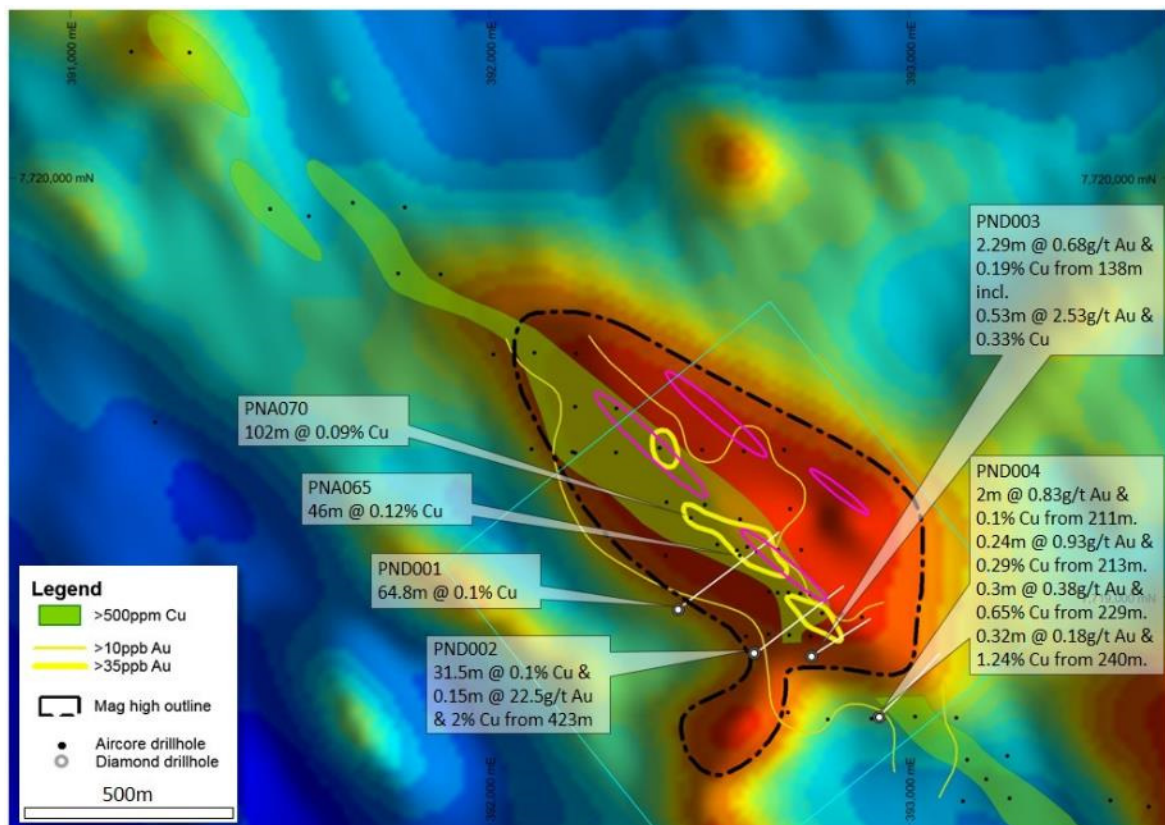 391,000 mE
392,000 mE
393,000 mE
7,720,000 mN
7,720,000 mN
PND003
2.29m @ 0.68g/t Au &
0.19% Cu from 138m
incl.
0.53m @ 2.53g/t Au &
0.33% Cu
PNA070
102m @ 0.09% Cu
PNA065
46m @ 0.12% Cu
PND001
64.8m @ 0.1% Cu
PND002
31.5m @ 0.1% Cu &
0.15m @ 22.5g/t Au
& 2% Cu from 423m
PND004
2m @ 0.83g/t Au &
0.1% Cu from 211m.
0.24m @ 0.93g/t Au &
0.29% Cu from 213m.
0.3m @ 0.38g/t Au &
0.65% Cu from 229m.
0.32m @ 0.18g/t Au &
1.24% Cu from 240m.
Legend
>500ppm Cu
>10ppb Au
>35ppb Au
Mag high outline
Aircore drillhole
Diamond drillhole
500m
392,000 mE
393,000 mE